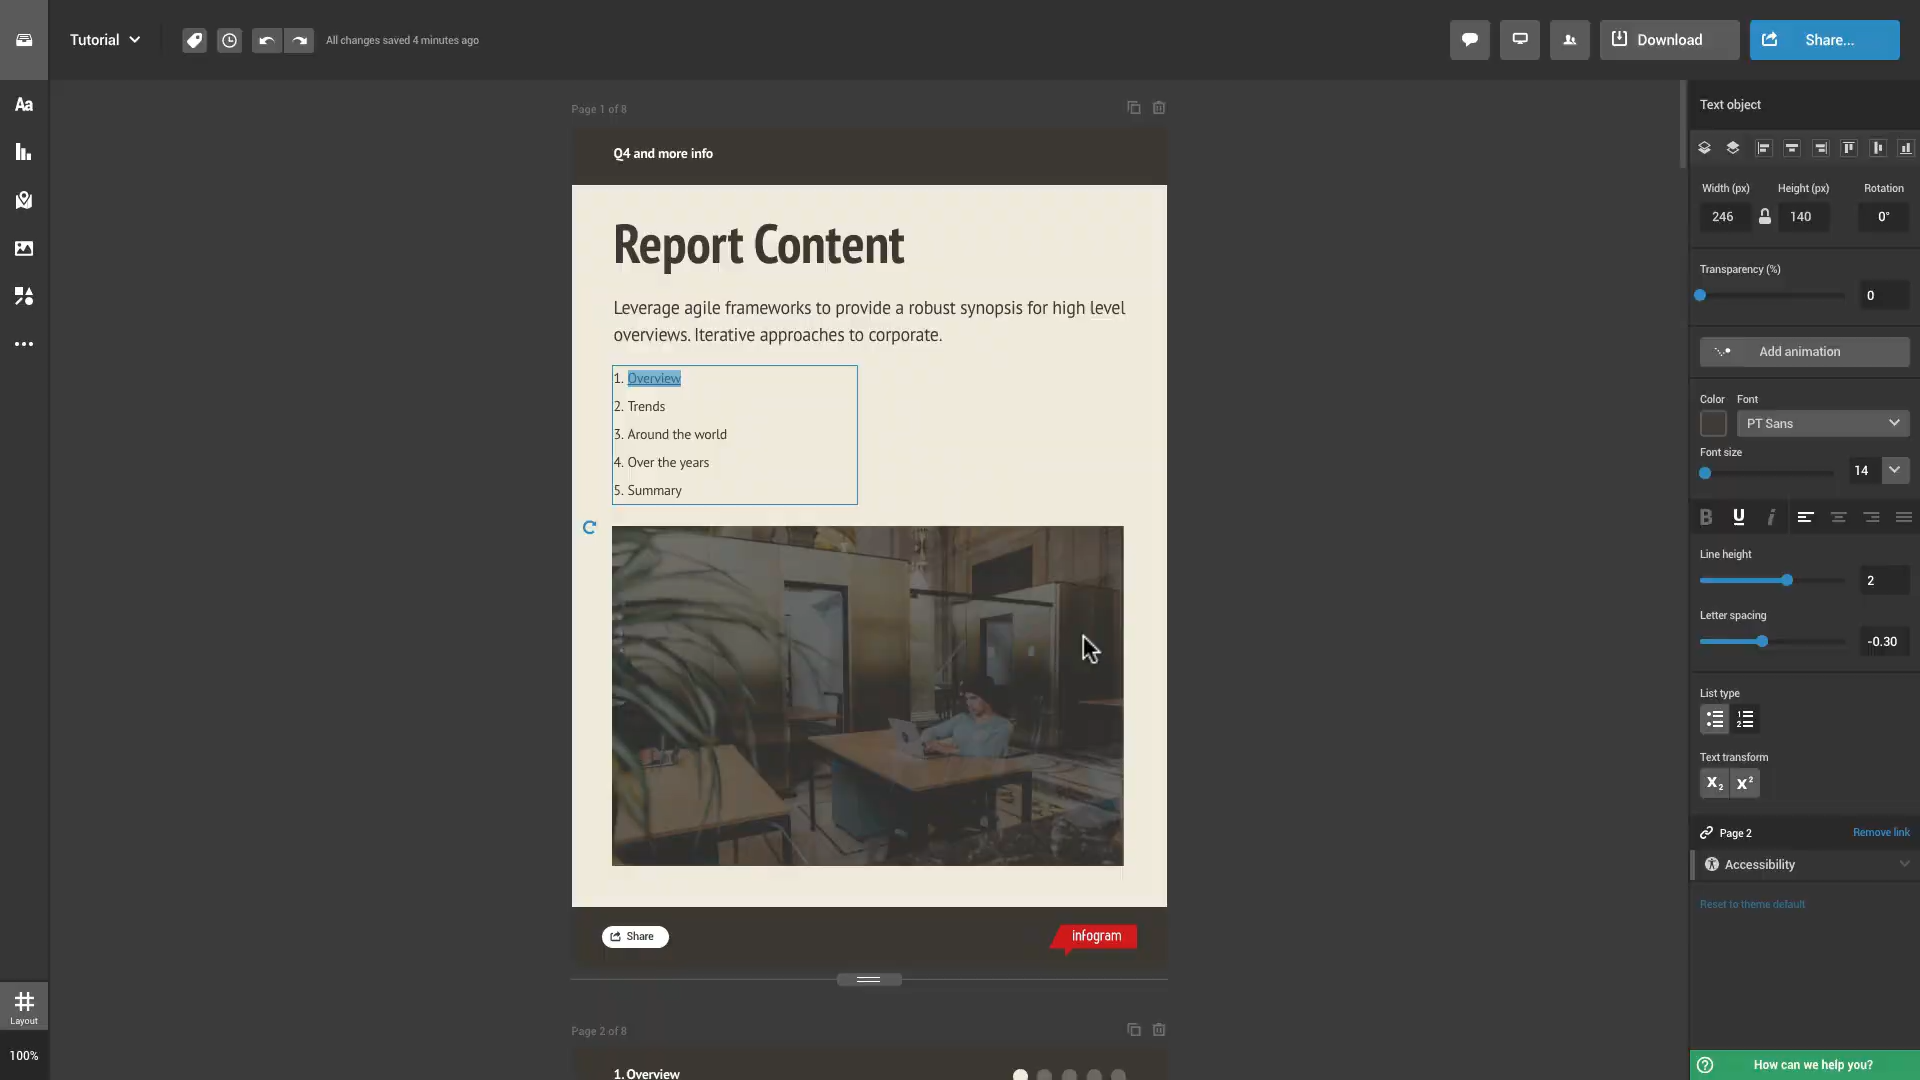 Tutorial
All changes saved 4 minutes ago
Download
Share...
Aa
Page 1 of 8
Q4 and more info
Report Content
Leverage agile frameworks to provide a robust synopsis for high level
overviews. Iterative approaches to corporate.
1. Overview
2. Trends
3. Around the world
4. Over the years
5. Summary
Share
infogram
Page 2 of 8
1. Overview
Layout
100%
Text object
Width (px) Height (px) Rotation
246 140 0°
Transparency (%)
0
Add animation
Color Font
PT Sans
Font size
14
B U i
Line height
2
Letter spacing
-0.30
List type
Text transform
X₂ X²
Page 2 Remove link
Accessibility
Reset to theme default
How can we help you?